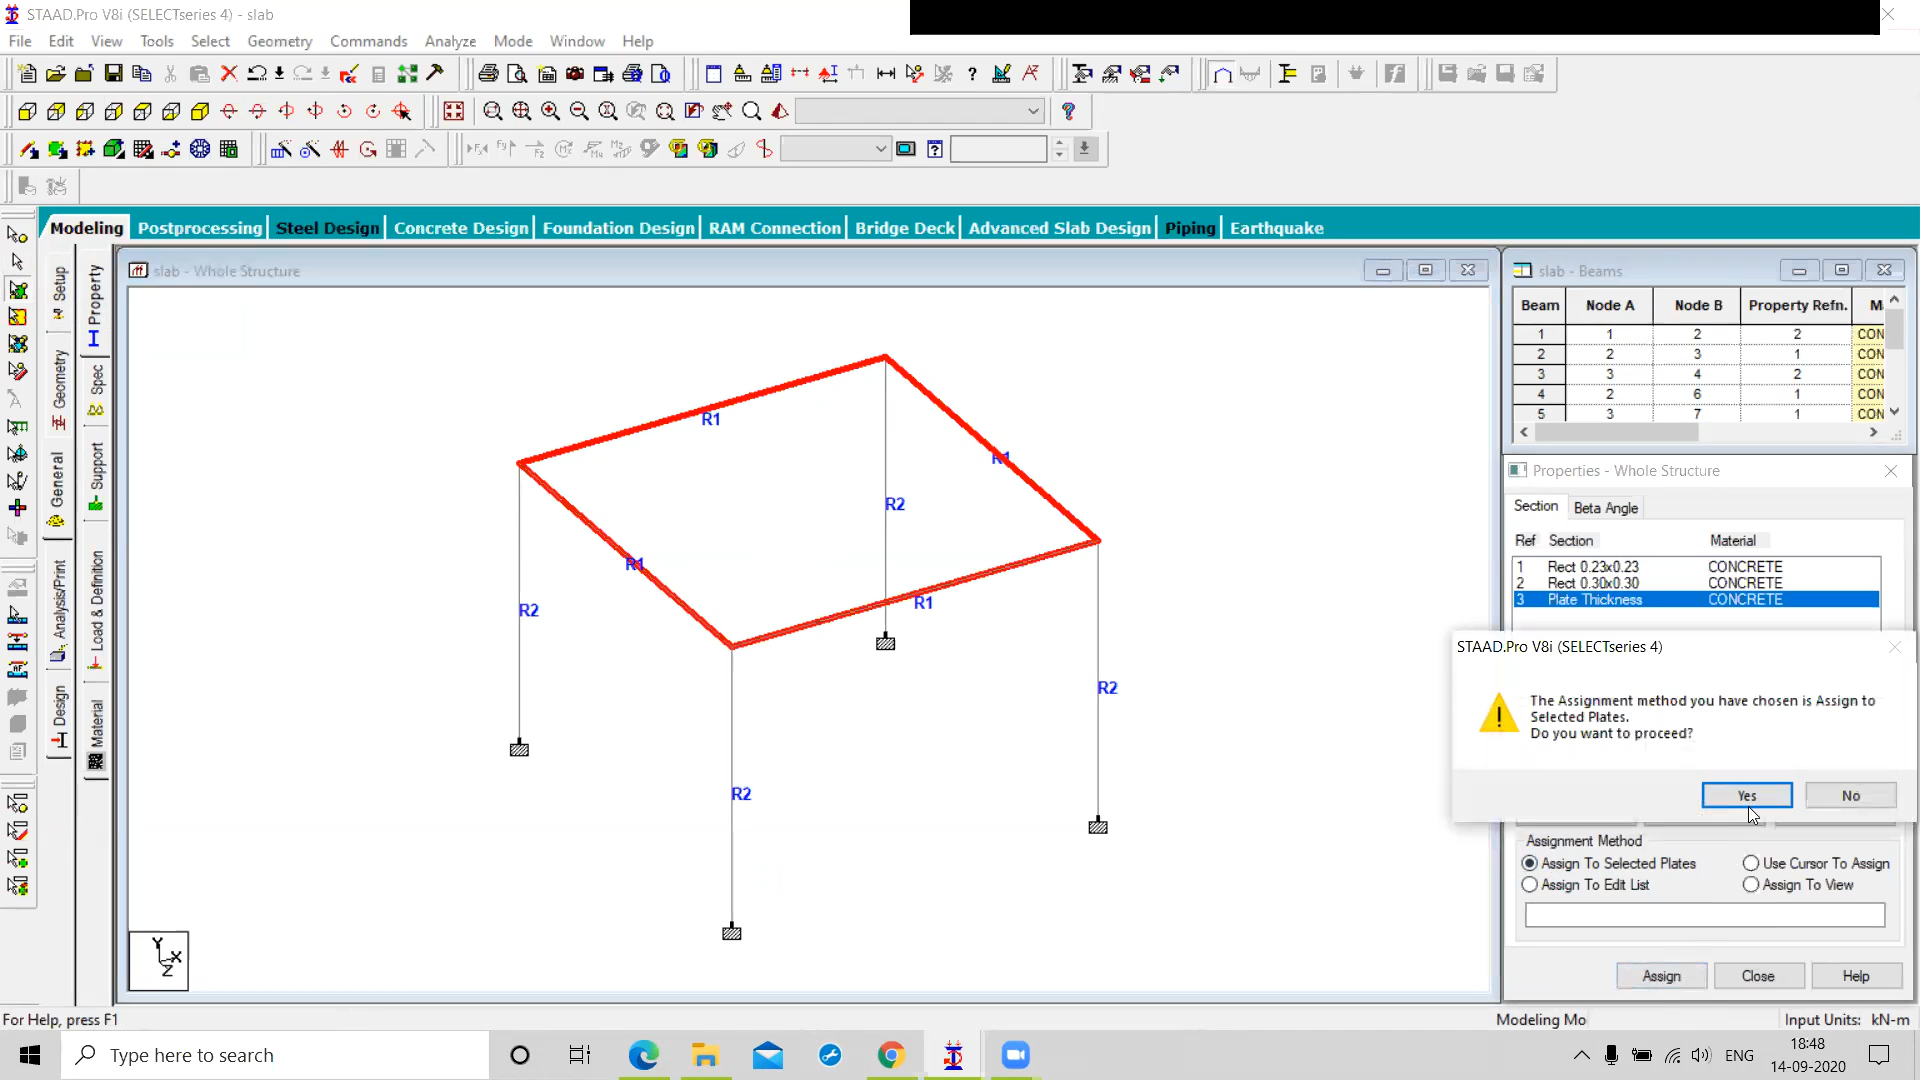 STAAD.Pro V8i (SELECTseries 4) - slab
File Edit View Tools Select Geometry Commands Analyze Mode Window Help
Modeling Postprocessing Steel Design Concrete Design Foundation Design RAM Connection Bridge Deck Advanced Slab Design Piping Earthquake
Setup
Geometry
General
Analysis/Print
Design
Property
Spec
Support
Load & Definition
Material
slab - Whole Structure
R1
R1
R2
R1
R1
R2
R2
R2
Y
X
Z
slab - Beams
Beam Node A Node B Property Refn. M
1 1 2 2 CON
2 2 3 1 CON
3 3 4 2 CON
4 2 6 1 CON
5 3 7 1 CON
Properties - Whole Structure
Section Beta Angle
Ref Section Material
1 Rect 0.23x0.23 CONCRETE
2 Rect 0.30x0.30 CONCRETE
3 Plate Thickness CONCRETE
STAAD.Pro V8i (SELECTseries 4)
The Assignment method you have chosen is Assign to
Selected Plates.
Do you want to proceed?
Yes No
Assignment Method
Assign To Selected Plates Use Cursor To Assign
Assign To Edit List Assign To View
Assign Close Help
For Help, press F1
Modeling Mo
Input Units: kN-m
Type here to search
ENG
18:48
14-09-2020